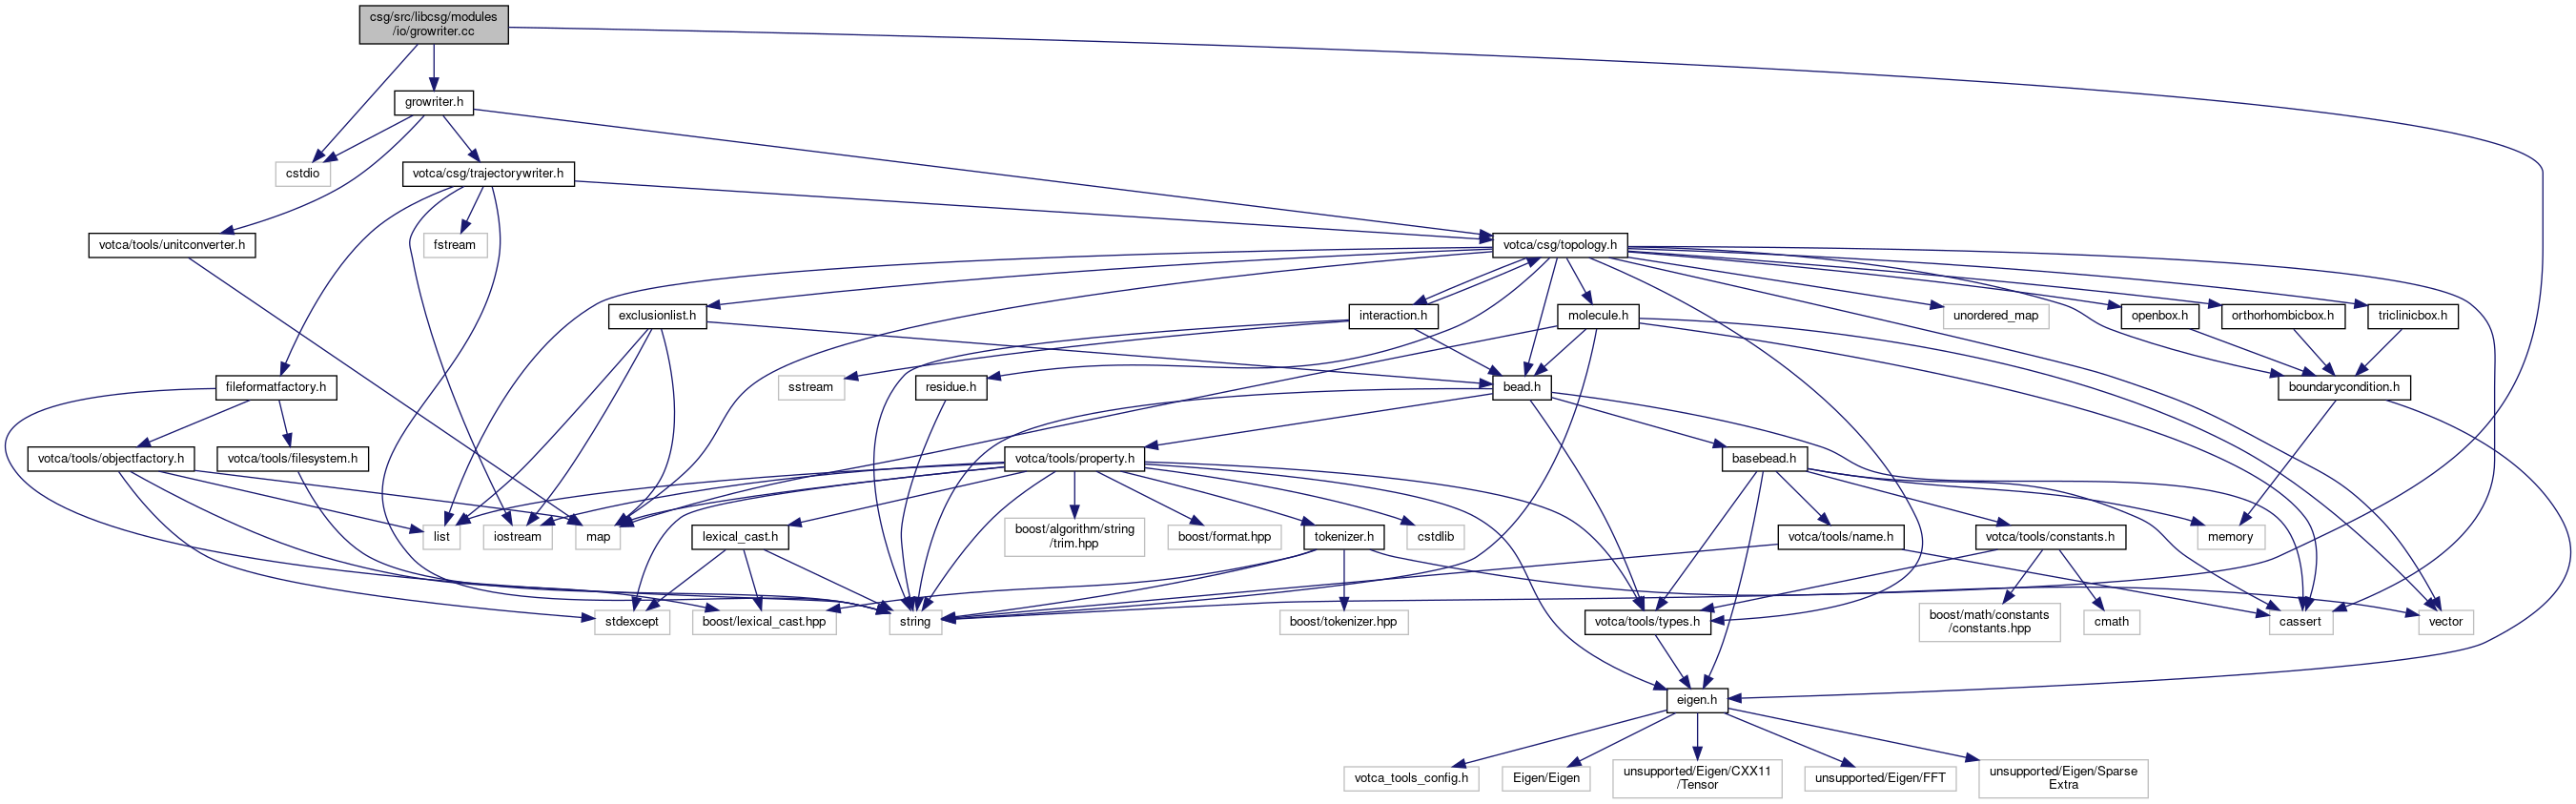 csg/src/libcsg/modules
/io/growriter.cc
growriter.h
cstdio
votca/csg/trajectorywriter.h
votca/tools/unitconverter.h
fstream
votca/csg/topology.h
exclusionlist.h
interaction.h
molecule.h
unordered_map
openbox.h
orthorhombicbox.h
triclinicbox.h
fileformatfactory.h
sstream
residue.h
bead.h
boundarycondition.h
votca/tools/objectfactory.h
votca/tools/filesystem.h
votca/tools/property.h
basebead.h
list
iostream
map
lexical_cast.h
boost/algorithm/string
/trim.hpp
boost/format.hpp
tokenizer.h
cstdlib
votca/tools/name.h
votca/tools/constants.h
memory
stdexcept
boost/lexical_cast.hpp
string
boost/tokenizer.hpp
votca/tools/types.h
boost/math/constants
/constants.hpp
cmath
cassert
vector
eigen.h
votca_tools_config.h
Eigen/Eigen
unsupported/Eigen/CXX11
/Tensor
unsupported/Eigen/FFT
unsupported/Eigen/Sparse
Extra